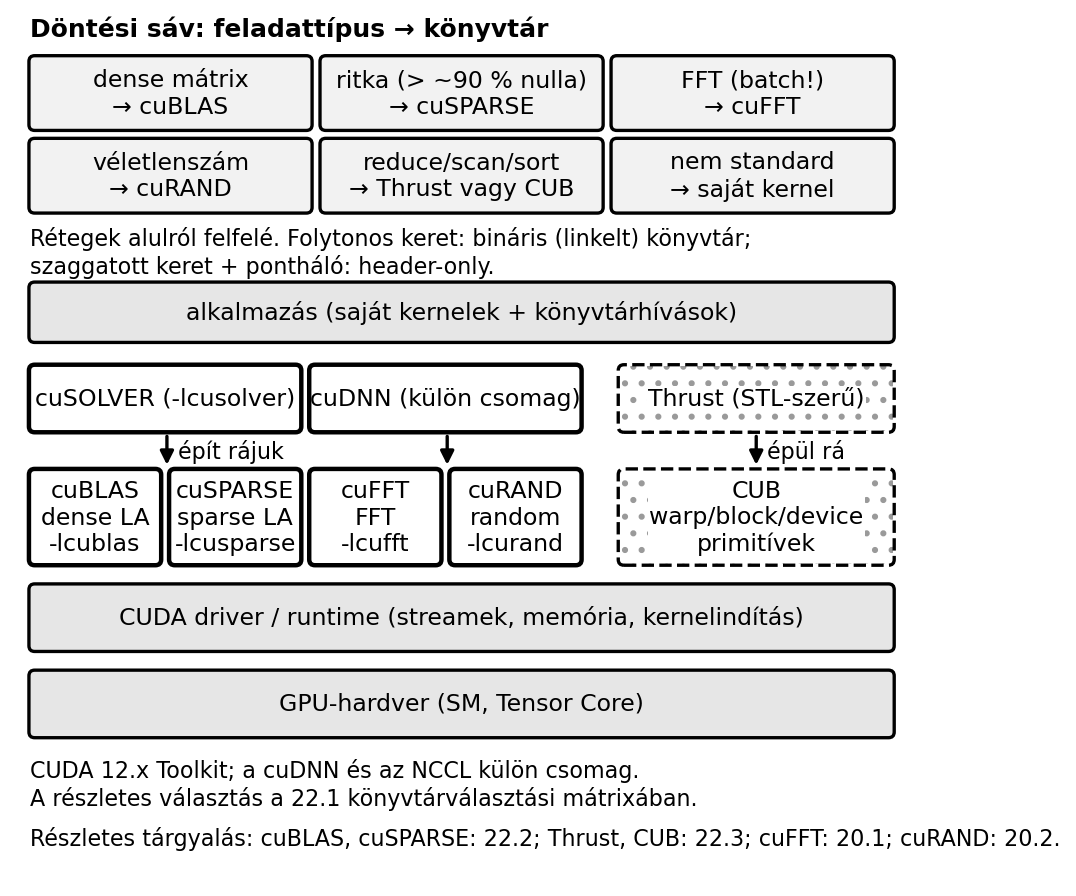 Döntési sáv: feladattípus → könyvtár
dense mátrix
→ cuBLAS
ritka (> ~90 % nulla)
→ cuSPARSE
FFT (batch!)
→ cuFFT
véletlenszám
→ cuRAND
reduce/scan/sort
→ Thrust vagy CUB
nem standard
→ saját kernel
Rétegek alulról felfelé. Folytonos keret: bináris (linkelt) könyvtár;
szaggatott keret + pontháló: header-only.
alkalmazás (saját kernelek + könyvtárhívások)
cuSOLVER (-lcusolver)
cuDNN (külön csomag)
Thrust (STL-szerű)
épít rájuk
épül rá
cuBLAS
dense LA
-lcublas
cuSPARSE
sparse LA
-lcusparse
cuFFT
FFT
-lcufft
cuRAND
random
-lcurand
CUB
warp/block/device
primitívek
CUDA driver / runtime (streamek, memória, kernelindítás)
GPU-hardver (SM, Tensor Core)
CUDA 12.x Toolkit; a cuDNN és az NCCL külön csomag.
A részletes választás a 22.1 könyvtárválasztási mátrixában.
Részletes tárgyalás: cuBLAS, cuSPARSE: 22.2; Thrust, CUB: 22.3; cuFFT: 20.1; cuRAND: 20.2.